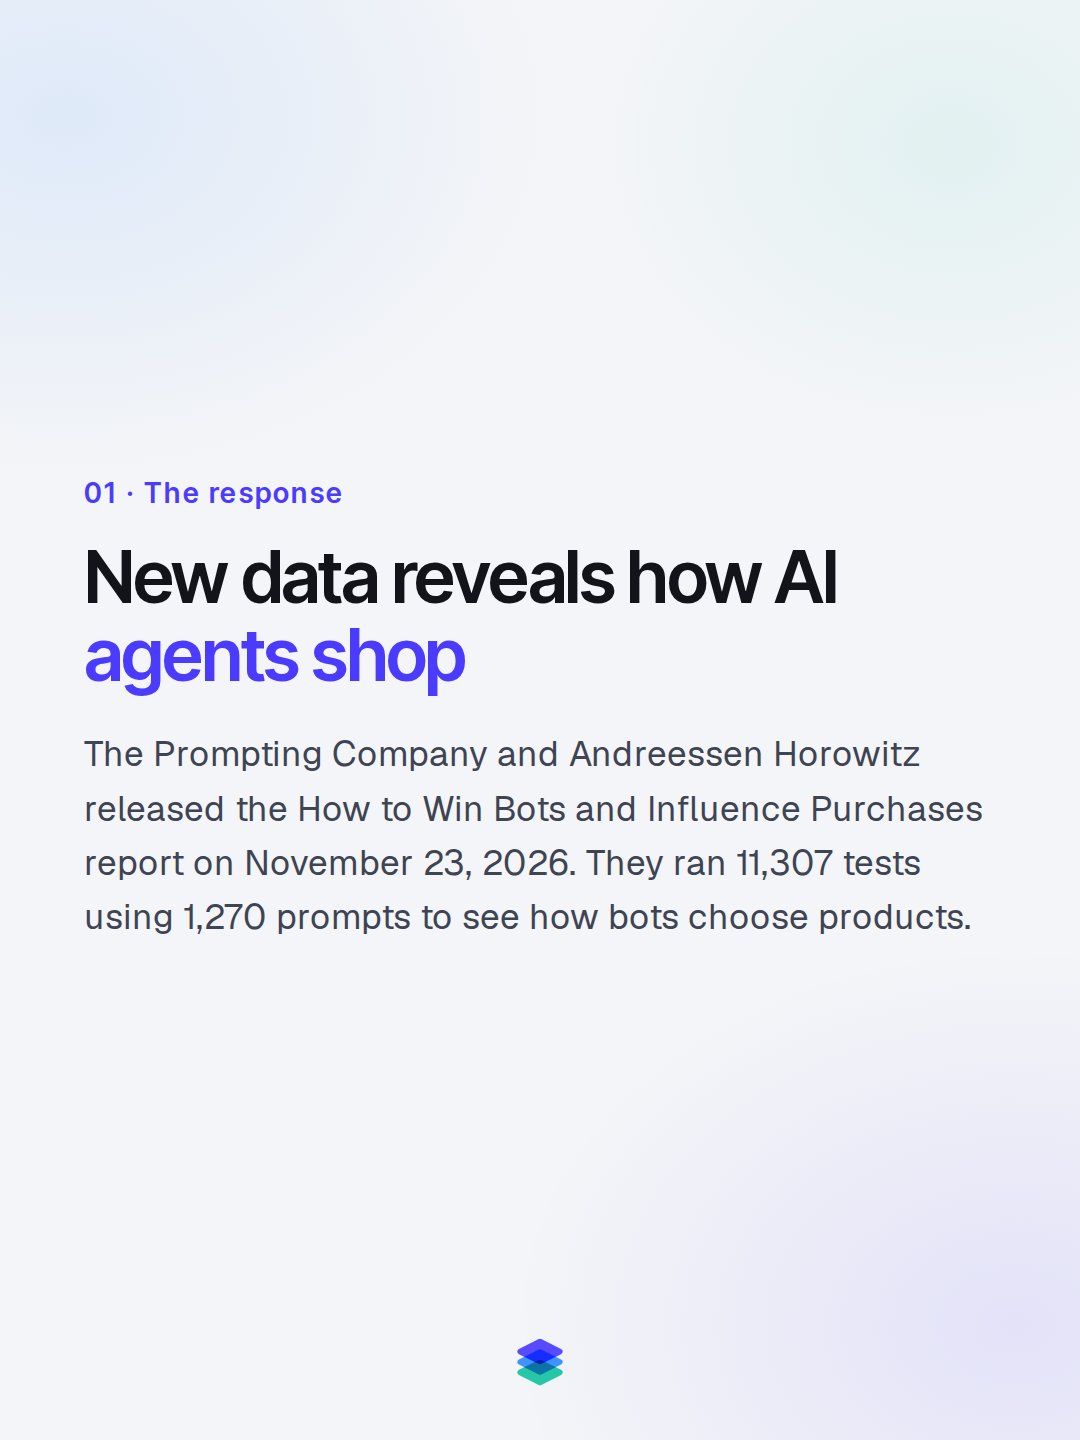 01 · The response
New data reveals how AI
agents shop
The Prompting Company and Andreessen Horowitz
released the How to Win Bots and Influence Purchases
report on November 23, 2026. They ran 11,307 tests
using 1,270 prompts to see how bots choose products.